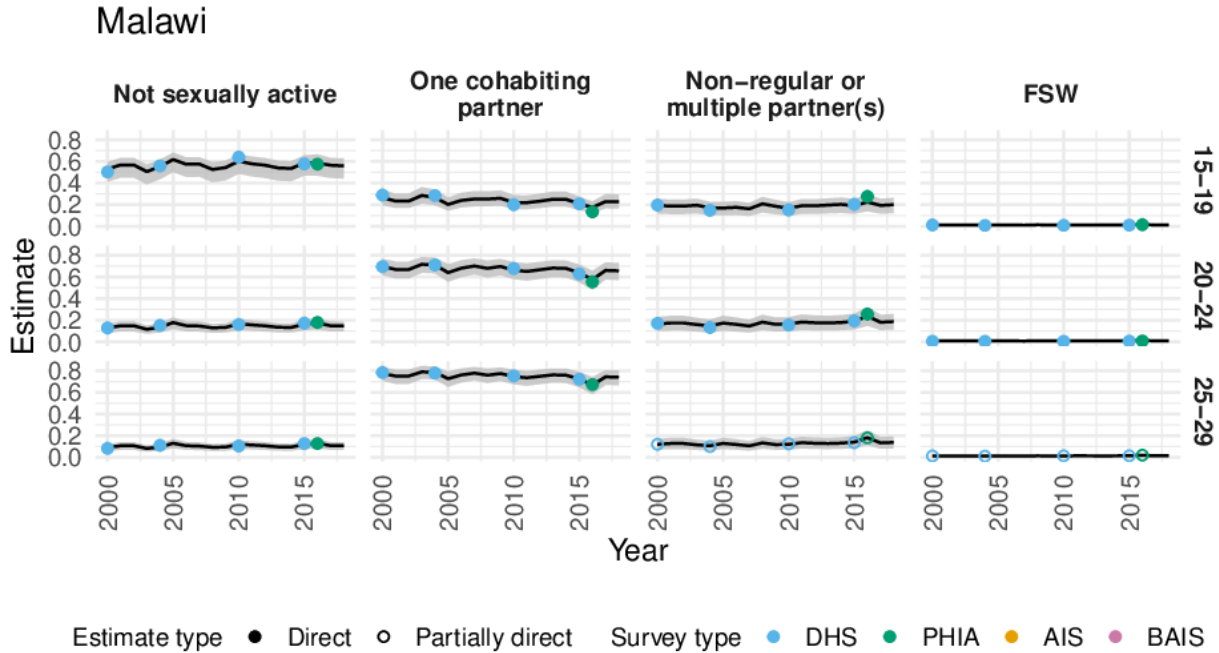 Malawi
Not sexually active
One cohabiting
partner
Non−regular or
multiple partner(s)
FSW
Estimate
0.8
0.6
0.4
0.2
0.0
15−19
0.8
0.6
0.4
0.2
0.0
20−24
0.8
0.6
0.4
0.2
0.0
25−29
2000 2005 2010 2015 2000 2005 2010 2015 2000 2005 2010 2015 2000 2005 2010 2015
Year
Estimate type Direct Partially direct Survey type DHS PHIA AIS BAIS